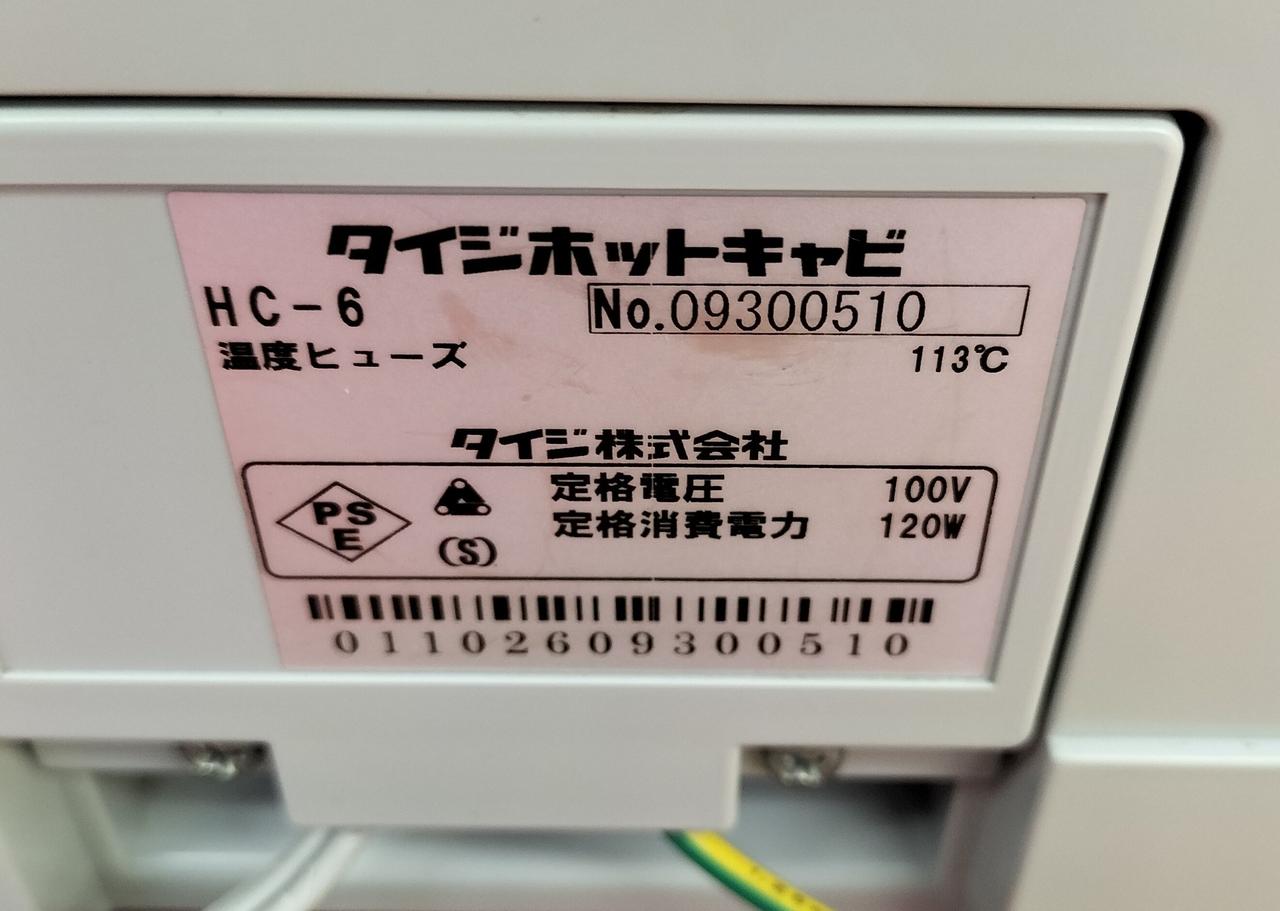 タイジホットキャビ
HC-6 No.09300510
温度ヒューズ 113℃
タイジ株式会社
PS
E
定格電圧 100V
(S) 定格消費電力 120W
01102609300510